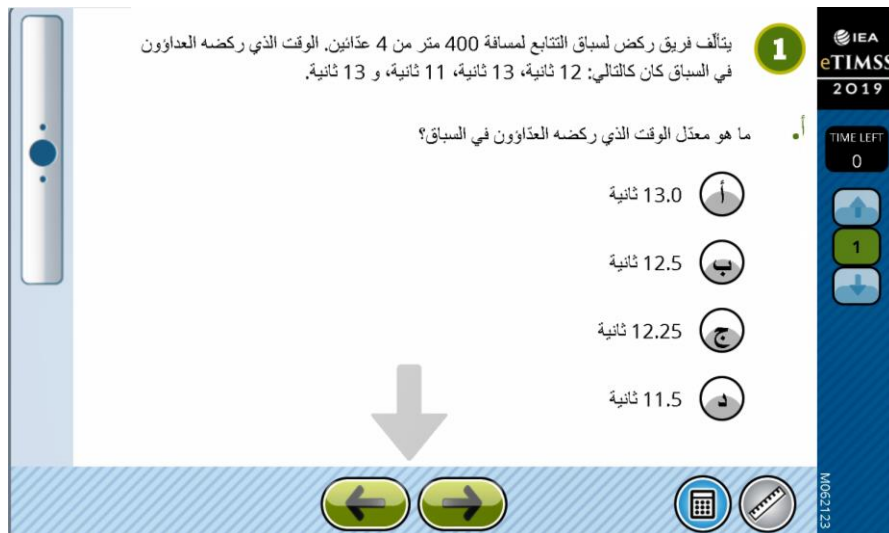 1
يتألّف فريق ركض لسباق التتابع لمسافة 400 متر من 4 عدّائين. الوقت الذي ركضه العداؤون
في السباق كان كالتالي: 12 ثانية، 13 ثانية، 11 ثانية، و 13 ثانية.
أ. ما هو معدّل الوقت الذي ركضه العدّاؤون في السباق؟
أ 13.0 ثانية
ب 12.5 ثانية
ج 12.25 ثانية
د 11.5 ثانية
IEA
eTIMSS
2019
TIME LEFT
0
1
M062123